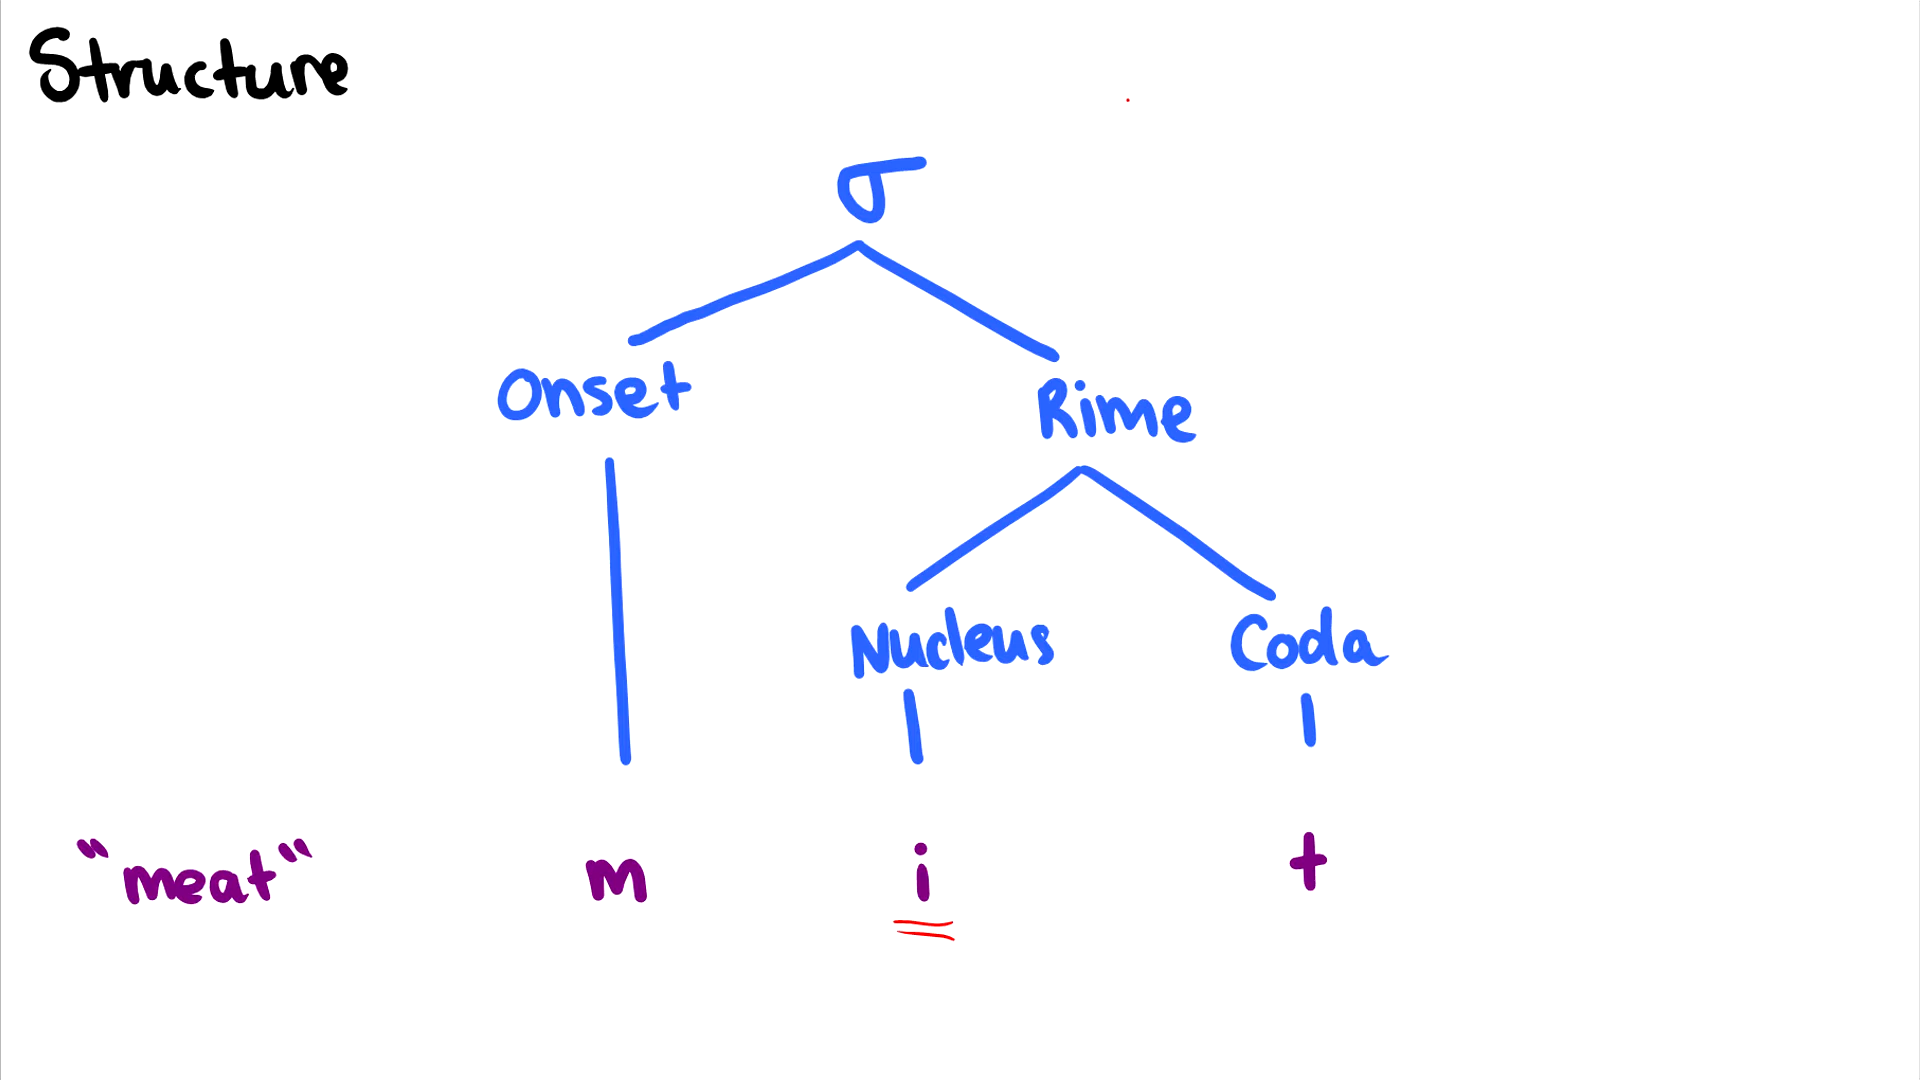 Structure
σ
Onset Rime
Nucleus Coda
"meat" m i t